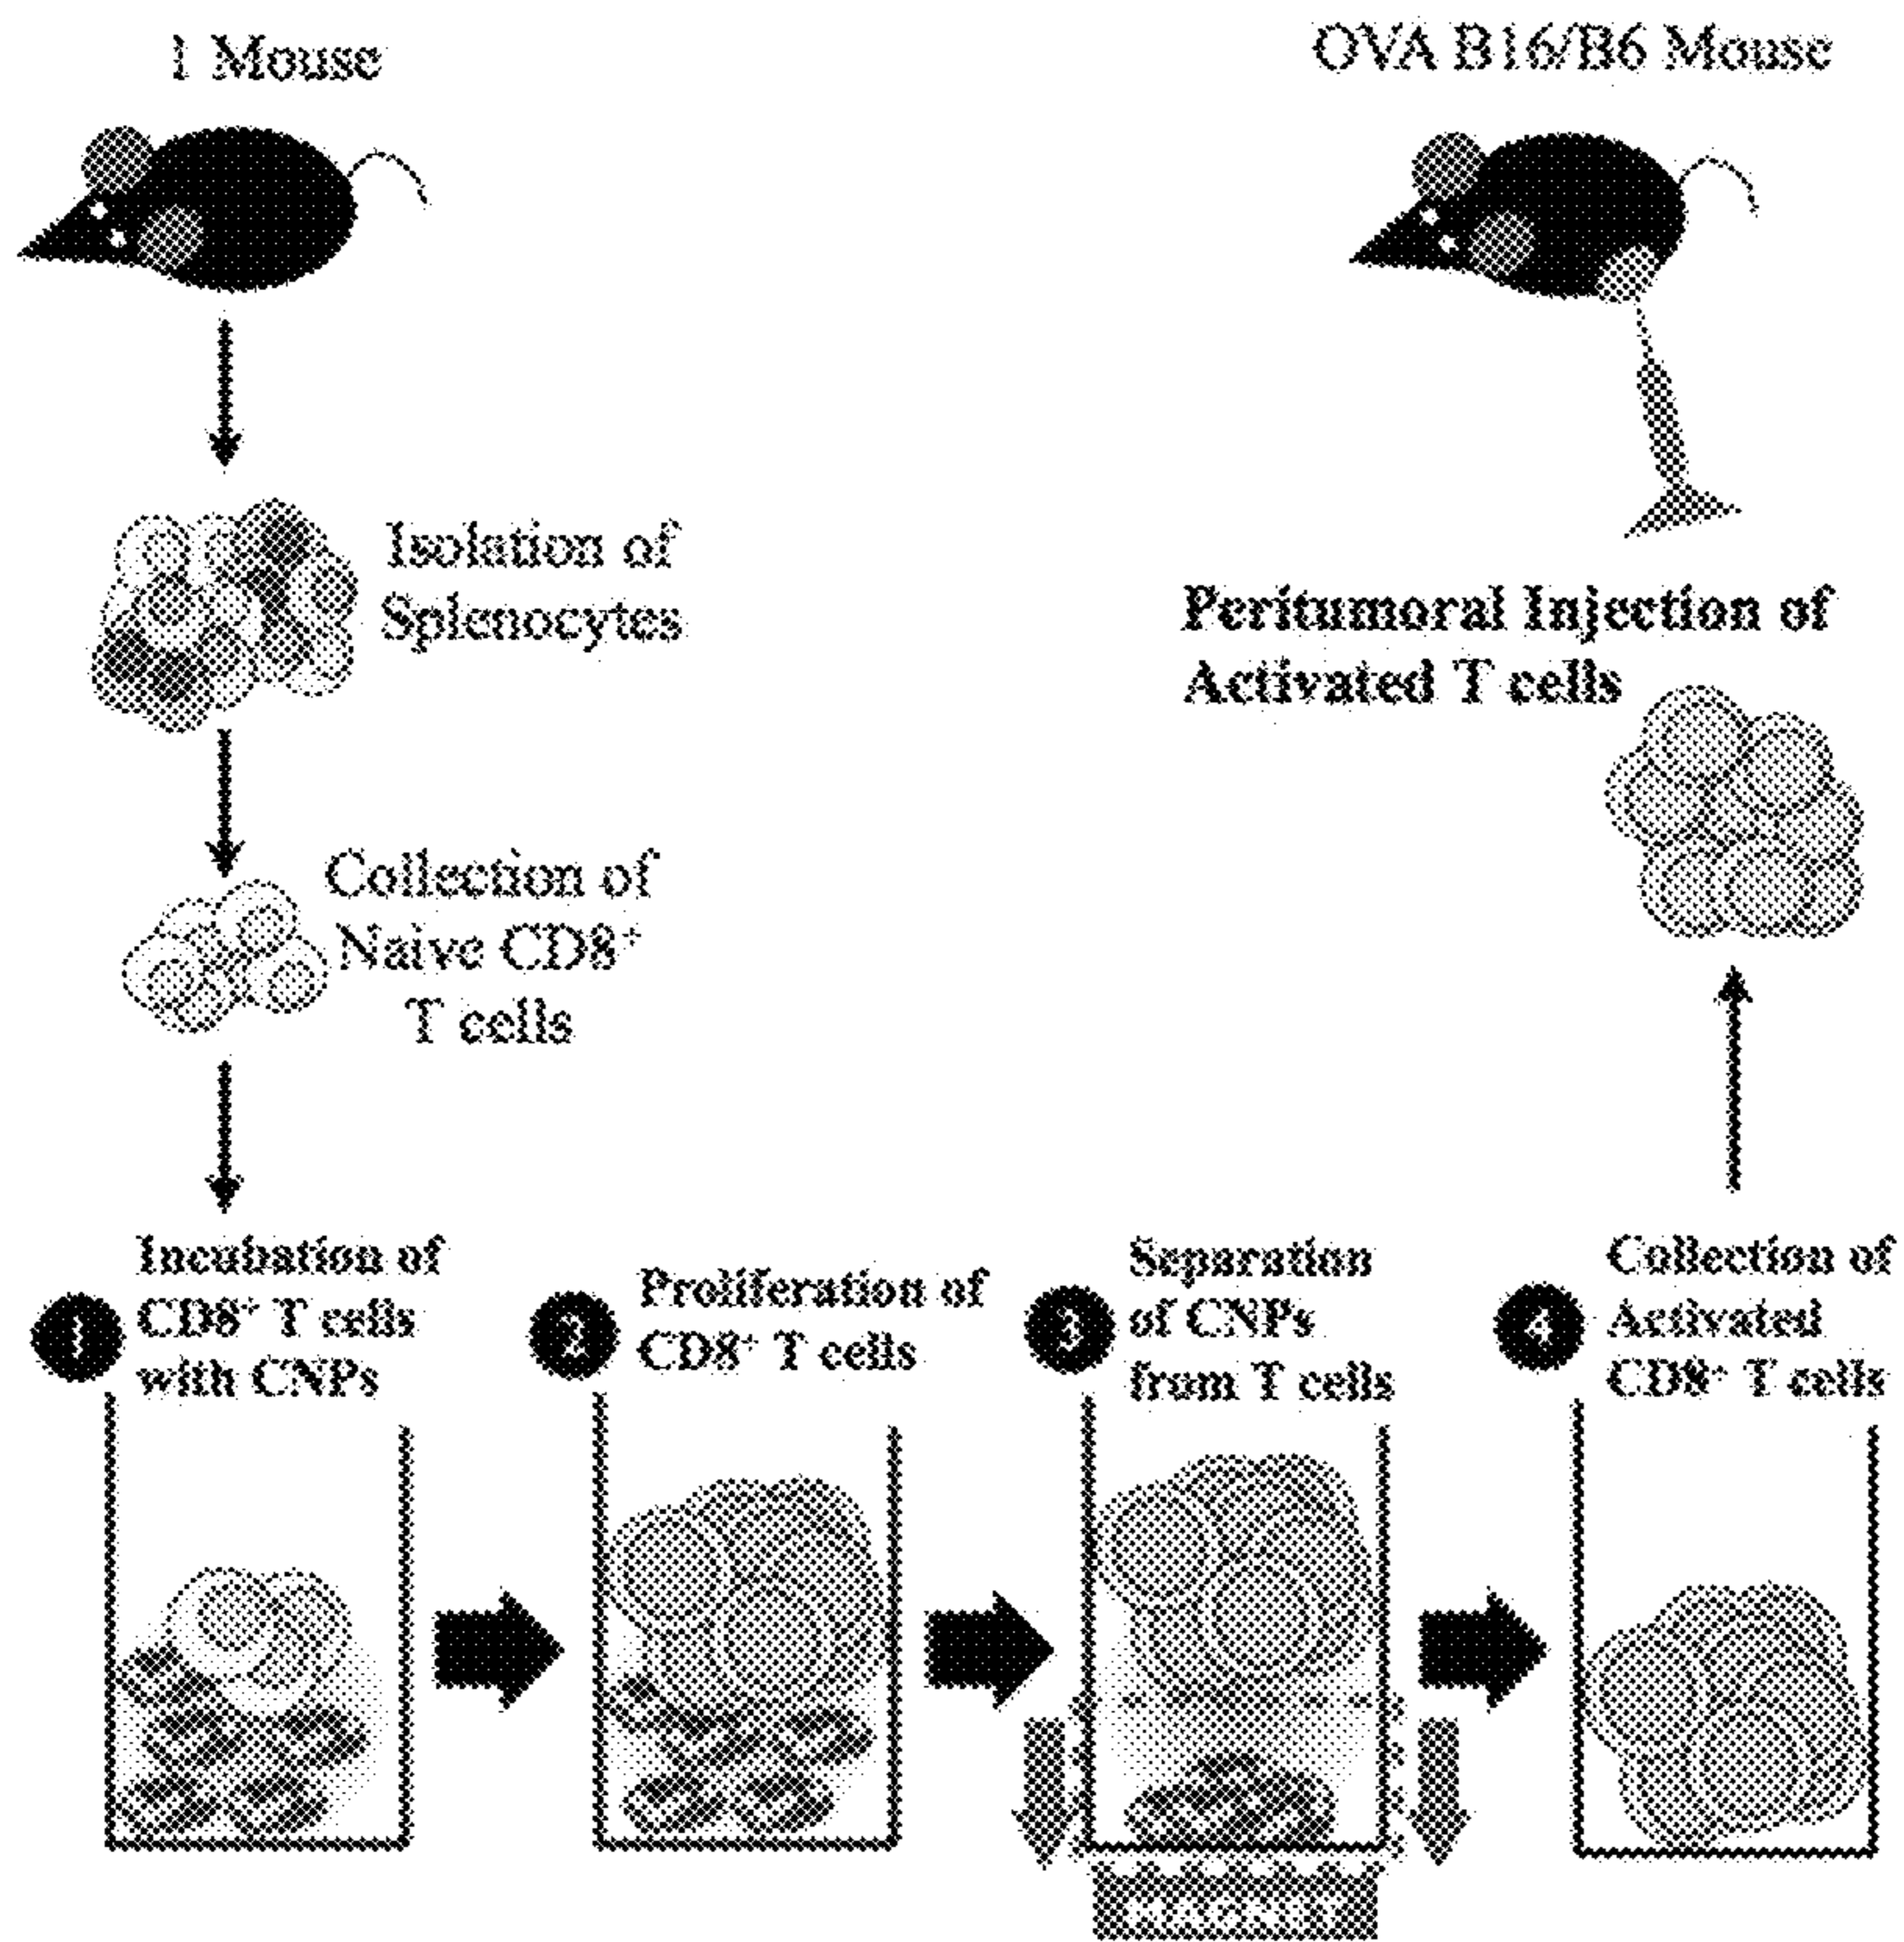 1 Mouse
OVA B16/B6 Mouse
Isolation of
Splenocytes
Peritumoral Injection of
Activated T cells
Collection of
Naive CD8⁺
T cells
1
Incubation of
CD8⁺ T cells
with CNPs
2
Proliferation of
CD8⁺ T cells
3
Separation
of CNPs
from T cells
4
Collection of
Activated
CD8⁺ T cells